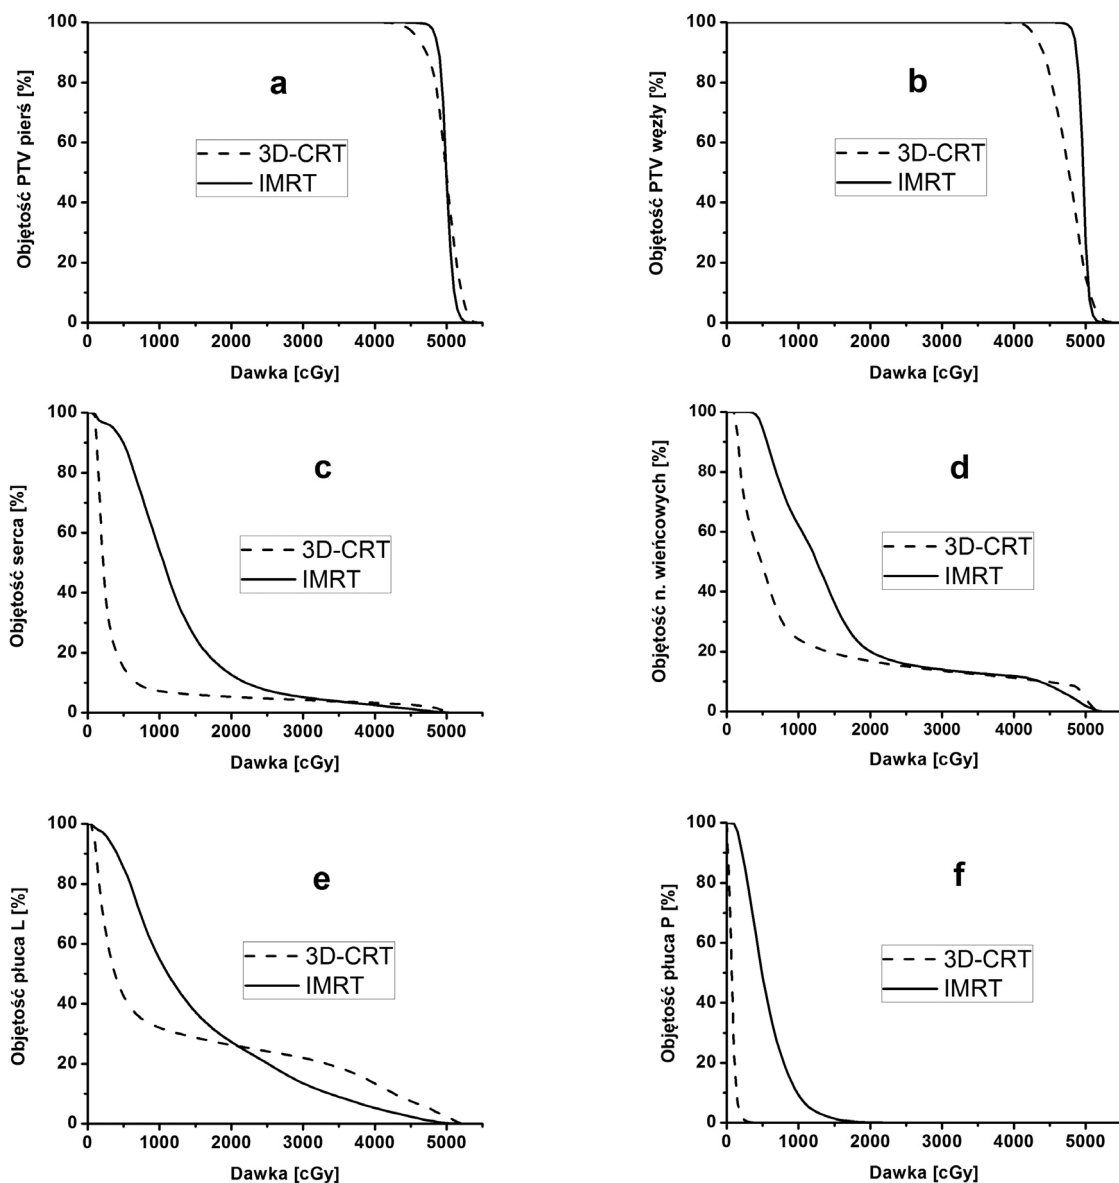 Objętość PTV pierś [%]
100
80
60
40
20
0
a
3D-CRT
IMRT
0 1000 2000 3000 4000 5000
Dawka [cGy]
Objętość PTV węzły [%]
100
80
60
40
20
0
b
3D-CRT
IMRT
0 1000 2000 3000 4000 5000
Dawka [cGy]
Objętość serca [%]
100
80
60
40
20
0
c
3D-CRT
IMRT
0 1000 2000 3000 4000 5000
Dawka [cGy]
Objętość n. wieńcowych [%]
100
80
60
40
20
0
d
3D-CRT
IMRT
0 1000 2000 3000 4000 5000
Dawka [cGy]
Objętość płuca L [%]
100
80
60
40
20
0
e
3D-CRT
IMRT
0 1000 2000 3000 4000 5000
Dawka [cGy]
Objętość płuca P [%]
100
80
60
40
20
0
f
3D-CRT
IMRT
0 1000 2000 3000 4000 5000
Dawka [cGy]